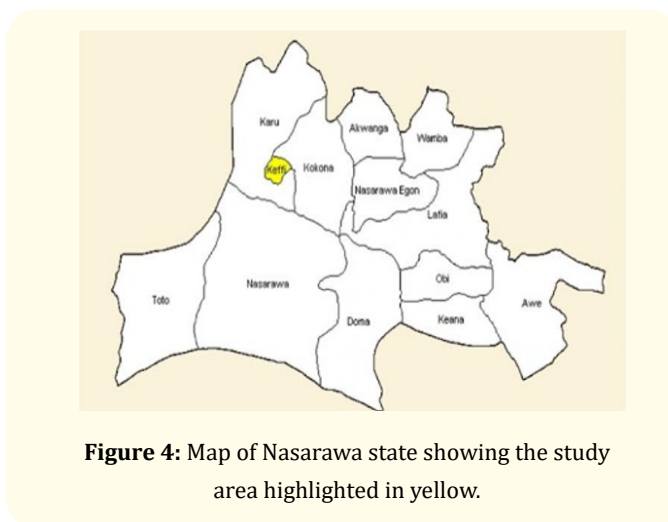 Karu
Akwanga
Wamba
Keffi
Kokona
Nasarawa Egon
Lafia
Toto
Nasarawa
Obi
Awe
Doma
Keana
Figure 4: Map of Nasarawa state showing the study
area highlighted in yellow.